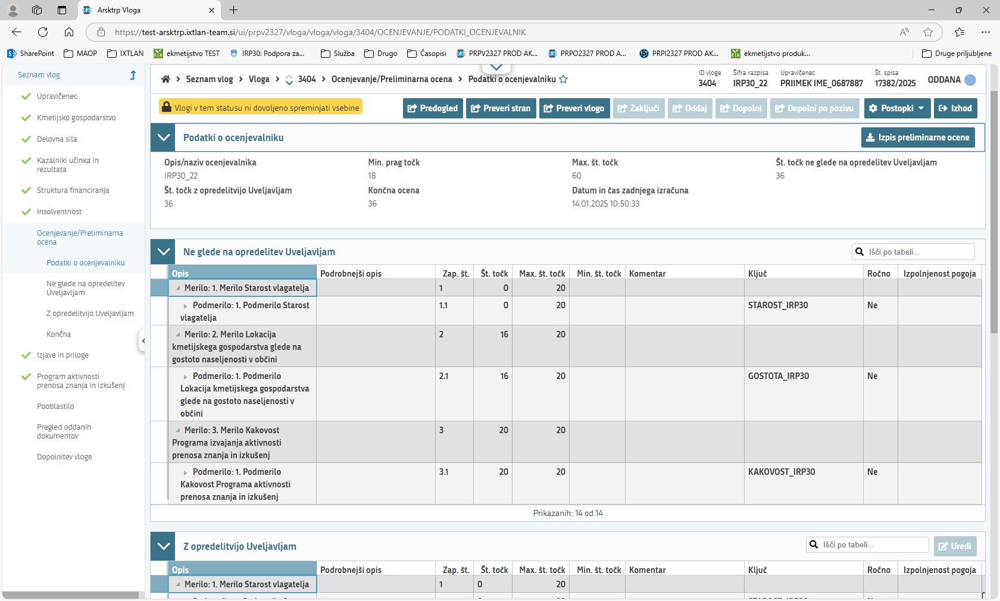 Arsktrp Vloga
https://test-arsktrp.ixtlan-team.si/ui/prpv2327/vloga/vloga/vloga/3404/OCENJEVANJE/PODATKI_OCENJEVALNIK
SharePoint MAOP IXTLAN ekmetijstvo TEST IRP30: Podpora za... Služba Drugo Časopisi PRPV2327 PROD AK... PRPO2327 PROD A... PRPI2327 PROD AK... ekmetijstvo produk... Druge priljubljene
Seznam vlog
Upravičenec
Kmetijsko gospodarstvo
Delovna sila
Kazalniki učinka in
rezultata
Struktura financiranja
Insolventnost
Ocenjevanje/Preliminarna
ocena
Podatki o ocenjevalniku
Ne glede na opredelitev
Uveljavljam
Z opredelitvijo Uveljavljam
Končna
Izjave in priloge
Program aktivnosti
prenosa znanja in izkušenj
Pooblastilo
Pregled oddanih
dokumentov
Dopolnitev vloge
Seznam vlog Vloga 3404 Ocenjevanje/Preliminarna ocena Podatki o ocenjevalniku
ID vloge Šifra razpisa Upravičenec Št. spisa
3404 IRP30_22 PRIIMEK IME_0687887 17382/2025 ODDANA
Vlogi v tem statusu ni dovoljeno spreminjati vsebine
Predogled Preveri stran Preveri vlogo Zaključi Oddaj Dopolni Dopolni po pozivu Postopki Izhod
Podatki o ocenjevalniku Izpis preliminarne ocene
Opis/naziv ocenjevalnika Min. prag točk Max. št. točk Št. točk ne glede na opredelitev Uveljavljam
IRP30_22 18 60 36
Št. točk z opredelitvijo Uveljavljam Končna ocena Datum in čas zadnjega izračuna
36 36 14.01.2025 10:50:33
Ne glede na opredelitev Uveljavljam Išči po tabeli...
Opis Podrobnejši opis Zap. št. Št. točk Max. št. točk Min. št. točk Komentar Ključ Ročno Izpolnjenost pogoja
Merilo: 1. Merilo Starost vlagatelja 1 0 20
Podmerilo: 1. Podmerilo Starost 1.1 0 20 STAROST_IRP30 Ne
vlagatelja
Merilo: 2. Merilo Lokacija 2 16 20
kmetijskega gospodarstva glede na
gostoto naseljenosti v občini
Podmerilo: 1. Podmerilo 2.1 16 20 GOSTOTA_IRP30 Ne
Lokacija kmetijskega gospodarstva
glede na gostoto naseljenosti v
občini
Merilo: 3. Merilo Kakovost 3 20 20
Programa izvajanja aktivnosti
prenosa znanja in izkušenj
Podmerilo: 1. Podmerilo 3.1 20 20 KAKOVOST_IRP30 Ne
Kakovost Programa aktivnosti
prenosa znanja in izkušenj
Prikazanih: 14 od 14
Z opredelitvijo Uveljavljam Išči po tabeli... Uredi
Opis Podrobnejši opis Zap. št. Št. točk Max. št. točk Min. št. točk Komentar Ključ Ročno Izpolnjenost pogoja
Merilo: 1. Merilo Starost vlagatelja 1 0 20